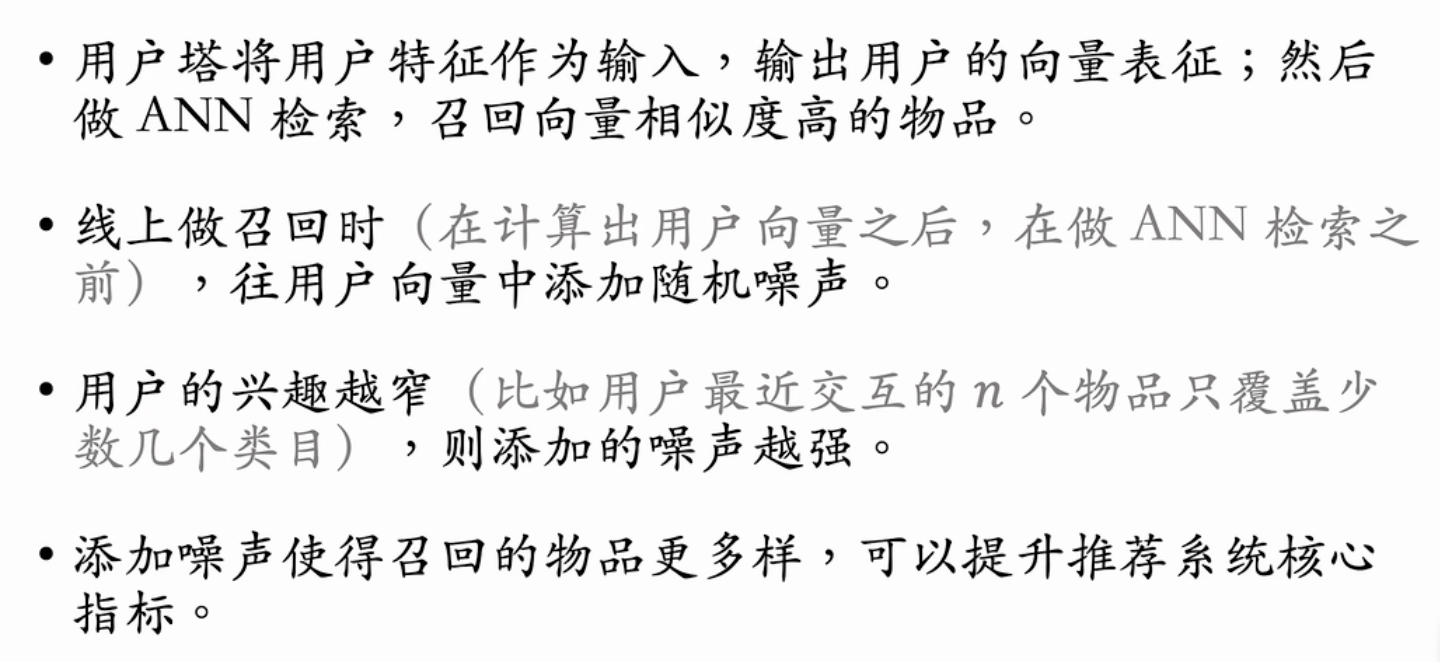 • 用户塔将用户特征作为输入，输出用户的向量表征；然后
做 ANN 检索，召回向量相似度高的物品。
• 线上做召回时（在计算出用户向量之后，在做 ANN 检索之
前），往用户向量中添加随机噪声。
• 用户的兴趣越窄（比如用户最近交互的 n 个物品只覆盖少
数几个类目），则添加的噪声越强。
• 添加噪声使得召回的物品更多样，可以提升推荐系统核心
指标。